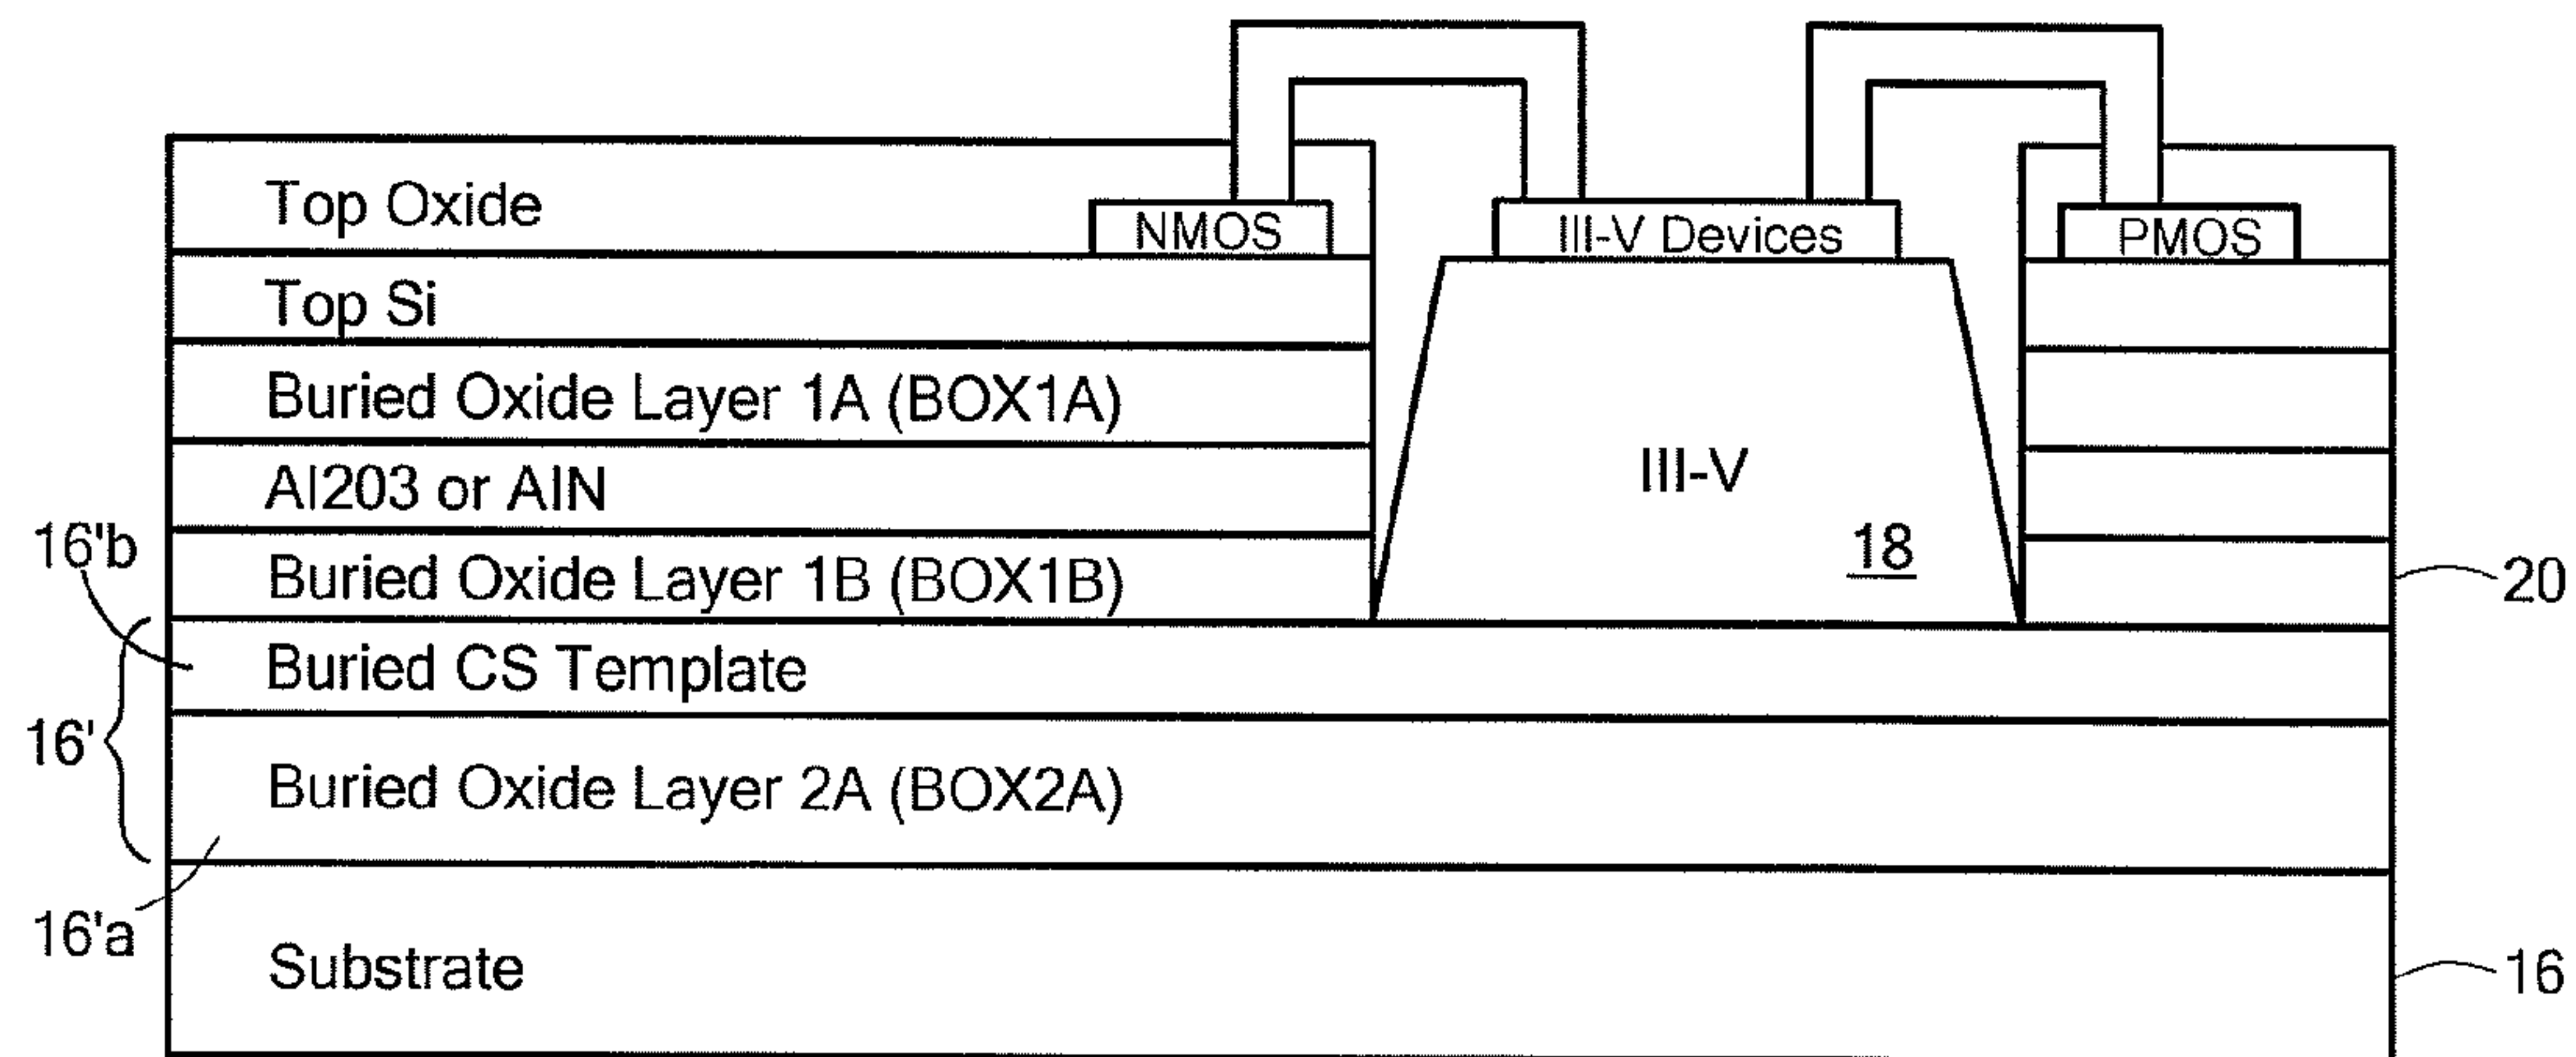 Top Oxide
NMOS
III-V Devices
PMOS
Top Si
Buried Oxide Layer 1A (BOX1A)
Al203 or AlN
III-V
18
16'b
Buried Oxide Layer 1B (BOX1B)
20
Buried CS Template
16'
Buried Oxide Layer 2A (BOX2A)
16'a
Substrate
16